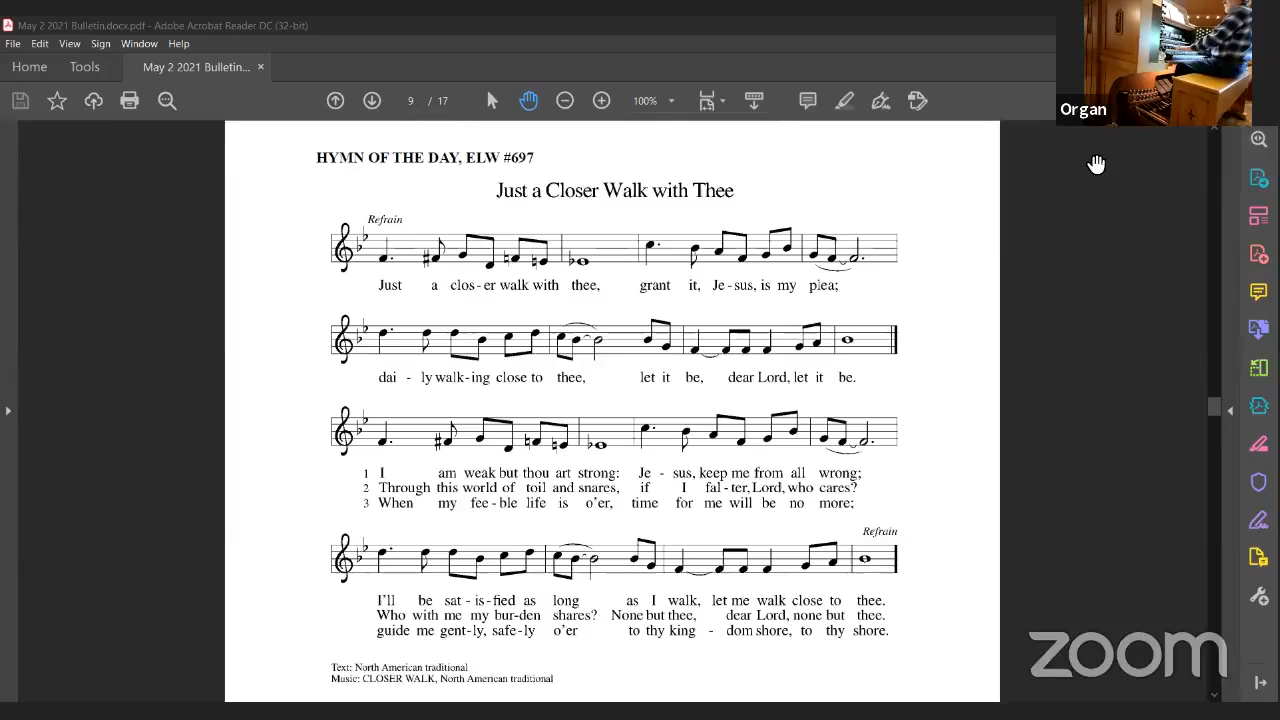 May 2 2021 Bulletin.docx.pdf - Adobe Acrobat Reader DC (32-bit)
File Edit View Sign Window Help
Home Tools May 2 2021 Bulletin... ×
9 / 17 100%
Organ
HYMN OF THE DAY, ELW #697
Just a Closer Walk with Thee
Refrain
Just a clos - er walk with thee, grant it, Je - sus, is my plea;
dai - ly walk - ing close to thee, let it be, dear Lord, let it be.
1 I am weak but thou art strong: Je - sus, keep me from all wrong;
2 Through this world of toil and snares, if I fal - ter, Lord, who cares?
3 When my fee - ble life is o'er, time for me will be no more;
Refrain
I'll be sat - is - fied as long as I walk, let me walk close to thee.
Who with me my bur - den shares? None but thee, dear Lord, none but thee.
guide me gent - ly, safe - ly o'er to thy king - dom shore, to thy shore.
Text: North American traditional
Music: CLOSER WALK, North American traditional
zoom